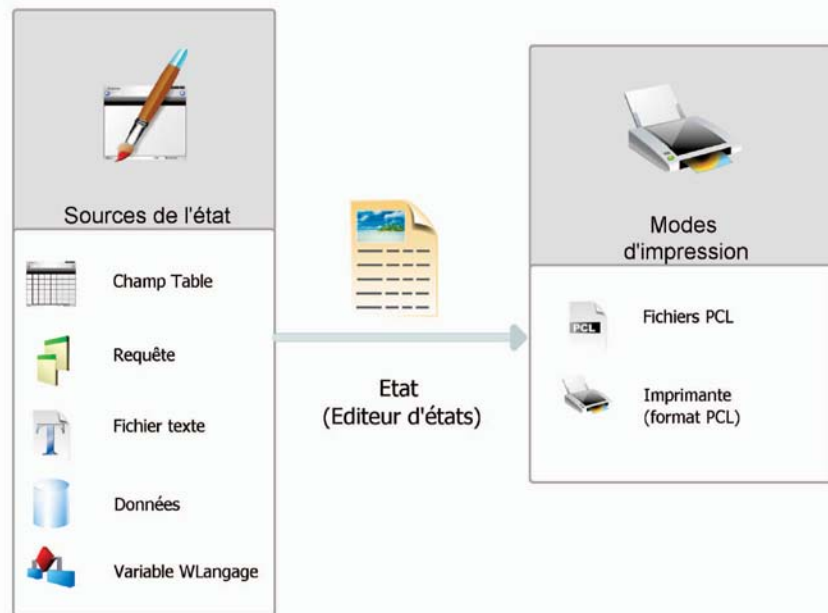 Sources de l'état
Champ Table
Requête
Fichier texte
Données
Variable WLangage
Etat
(Editeur d'états)
Modes
d'impression
PCL
Fichiers PCL
Imprimante
(format PCL)